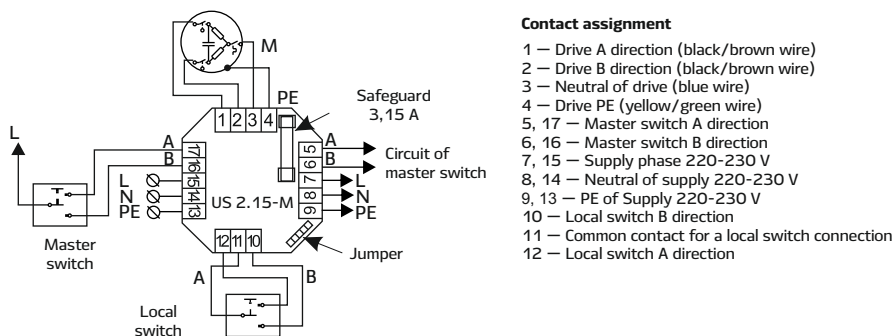 M
PE
1 2 3 4
Safeguard
3,15 A
L
A
B
17
16
15
14
13
L
N
PE
US 2.15-M
5
6
7
8
9
A
B
L
N
PE
Circuit of
master switch
Master
switch
12 11 10
Jumper
A
B
Local
switch
Contact assignment
1 — Drive A direction (black/brown wire)
2 — Drive B direction (black/brown wire)
3 — Neutral of drive (blue wire)
4 — Drive PE (yellow/green wire)
5, 17 — Master switch A direction
6, 16 — Master switch B direction
7, 15 — Supply phase 220-230 V
8, 14 — Neutral of supply 220-230 V
9, 13 — PE of Supply 220-230 V
10 — Local switch B direction
11 — Common contact for a local switch connection
12 — Local switch A direction